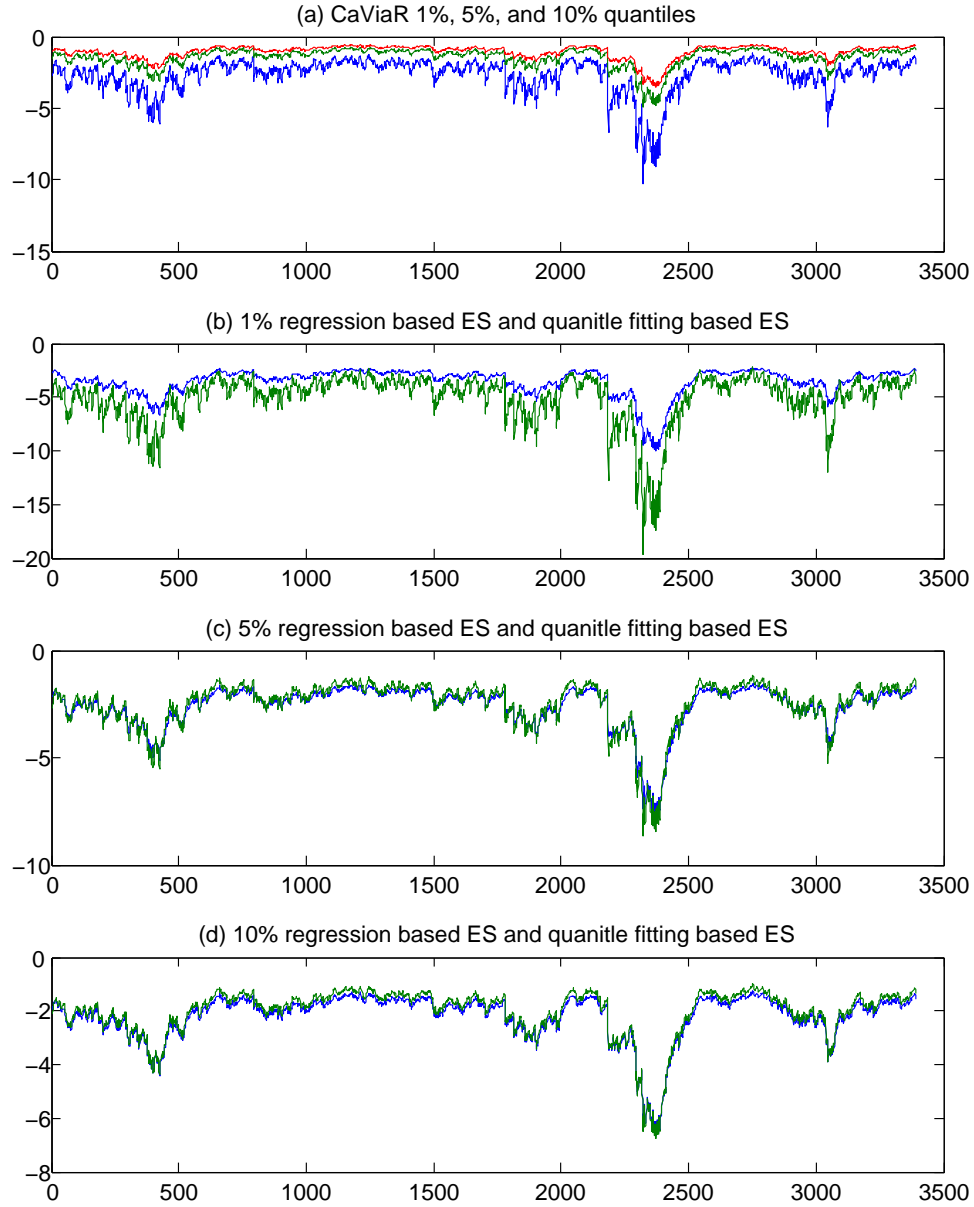 (a) CaViaR 1%, 5%, and 10% quantiles
0
−5
−10
−15
0 500 1000 1500 2000 2500 3000 3500
(b) 1% regression based ES and quanitle fitting based ES
0
−5
−10
−15
−20
0 500 1000 1500 2000 2500 3000 3500
(c) 5% regression based ES and quanitle fitting based ES
0
−5
−10
0 500 1000 1500 2000 2500 3000 3500
(d) 10% regression based ES and quanitle fitting based ES
0
−2
−4
−6
−8
0 500 1000 1500 2000 2500 3000 3500